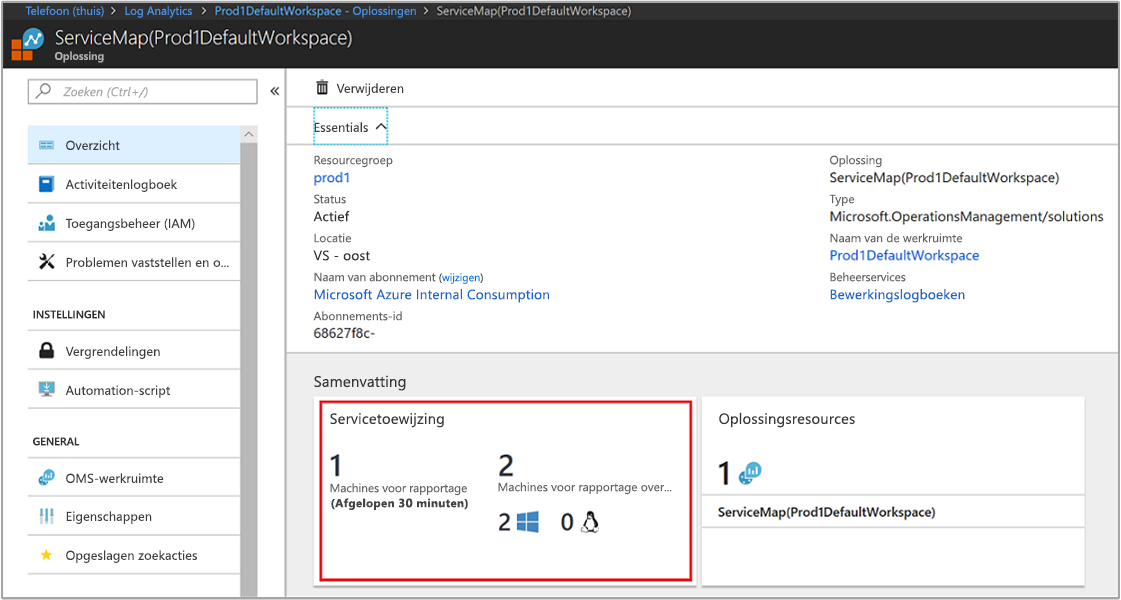 Telefoon (thuis) > Log Analytics > Prod1DefaultWorkspace - Oplossingen > ServiceMap(Prod1DefaultWorkspace)
ServiceMap(Prod1DefaultWorkspace)
Oplossing
Zoeken (Ctrl+/)
«
Overzicht
Activiteitenlogboek
Toegangsbeheer (IAM)
Problemen vaststellen en o...
INSTELLINGEN
Vergrendelingen
Automation-script
GENERAL
OMS-werkruimte
Eigenschappen
Opgeslagen zoekacties
Verwijderen
Essentials
Resourcegroep
prod1
Status
Actief
Locatie
VS - oost
Naam van abonnement (wijzigen)
Microsoft Azure Internal Consumption
Abonnements-id
68627f8c-
Oplossing
ServiceMap(Prod1DefaultWorkspace)
Type
Microsoft.OperationsManagement/solutions
Naam van de werkruimte
Prod1DefaultWorkspace
Beheerservices
Bewerkingslogboeken
Samenvatting
Servicetoewijzing
1
Machines voor rapportage
(Afgelopen 30 minuten)
2
Machines voor rapportage over...
2 0
Oplossingsresources
1
ServiceMap(Prod1DefaultWorkspace)